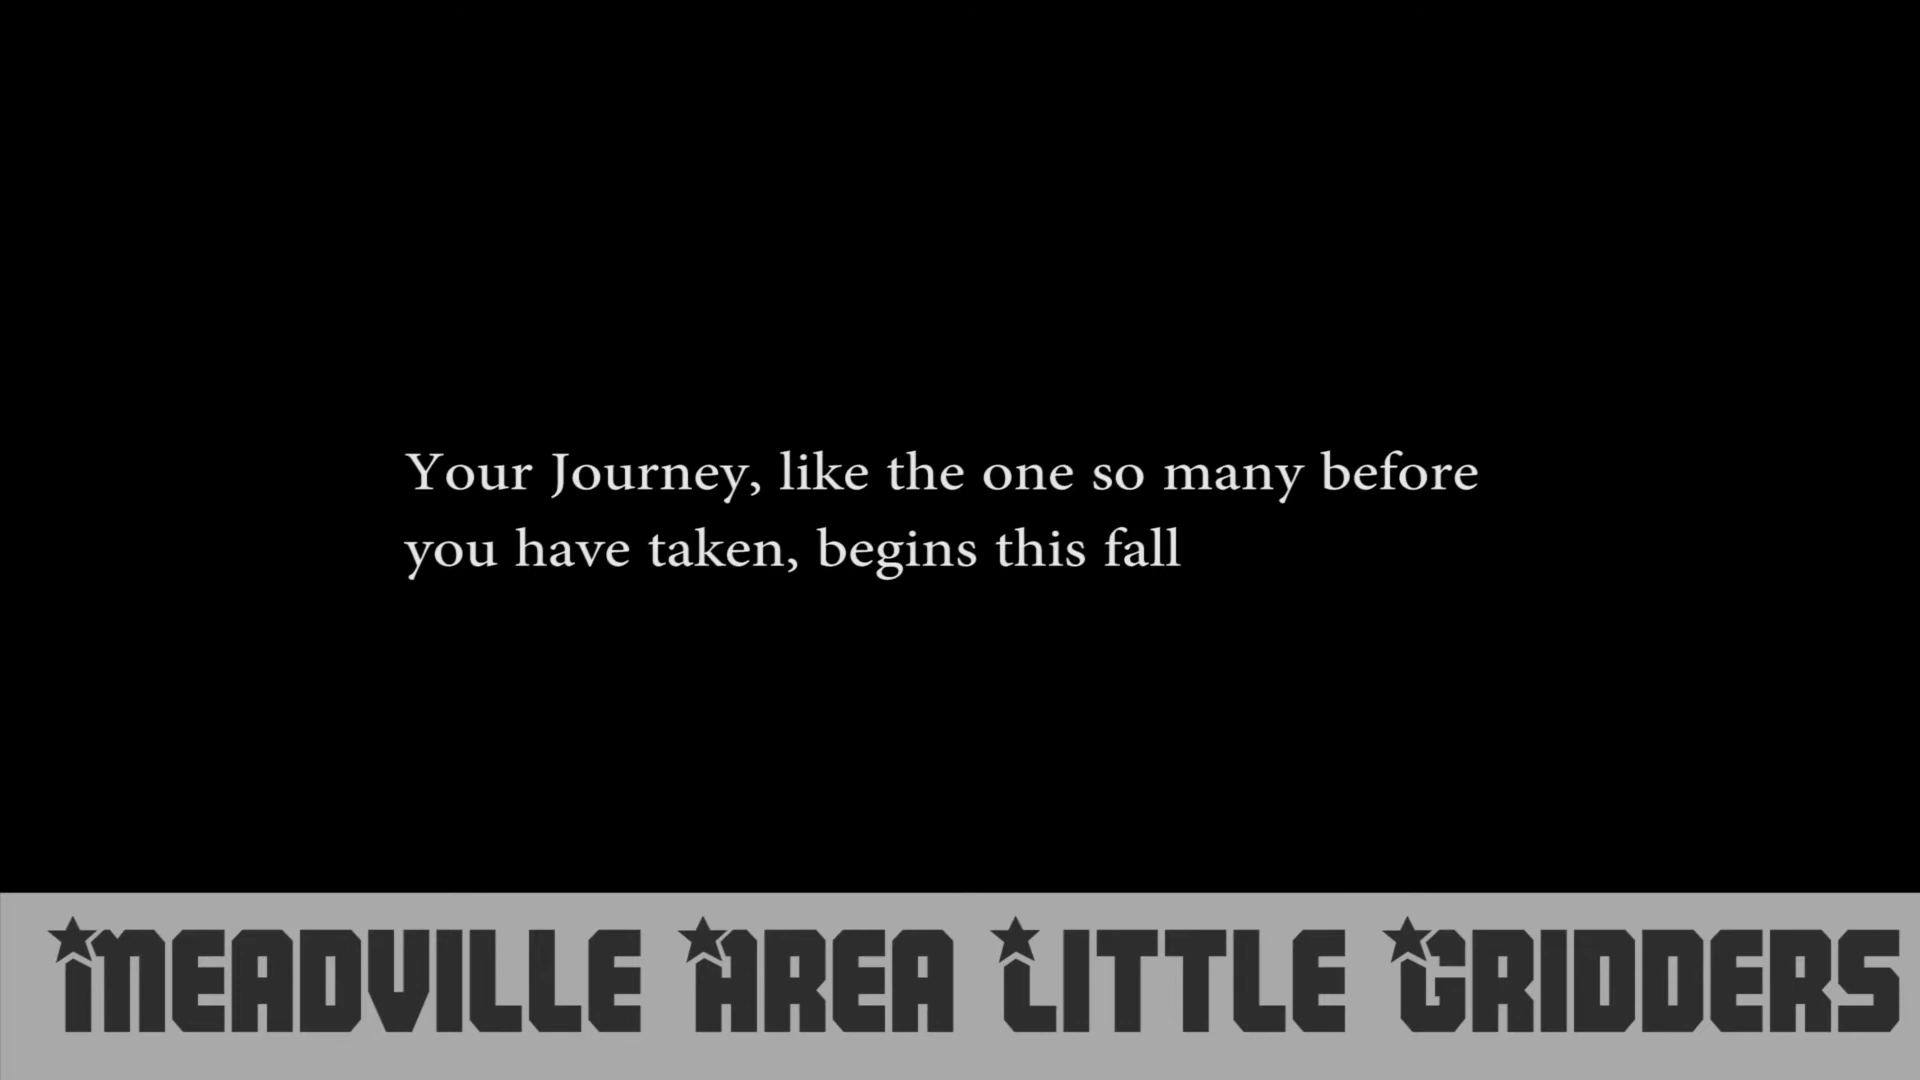 Your Journey, like the one so many before
you have taken, begins this fall
MEADVILLE AREA LITTLE GRIDDERS